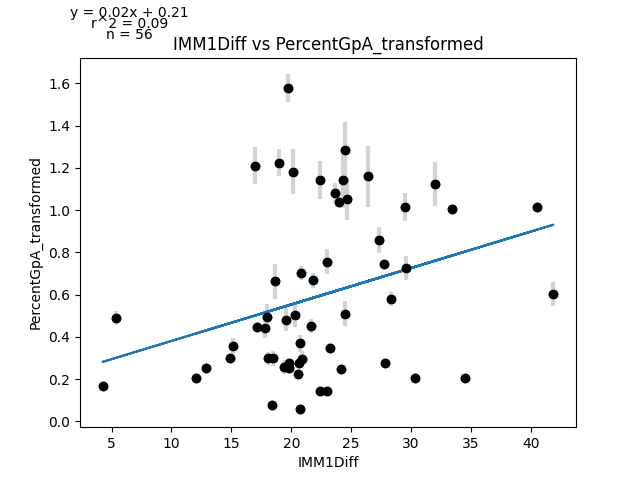 y = 0.02x + 0.21
r^2 = 0.09
n = 56
IMM1Diff vs PercentGpA_transformed
1.6
1.4
1.2
1.0
0.8
0.6
0.4
0.2
0.0
PercentGpA_transformed
5 10 15 20 25 30 35 40
IMM1Diff